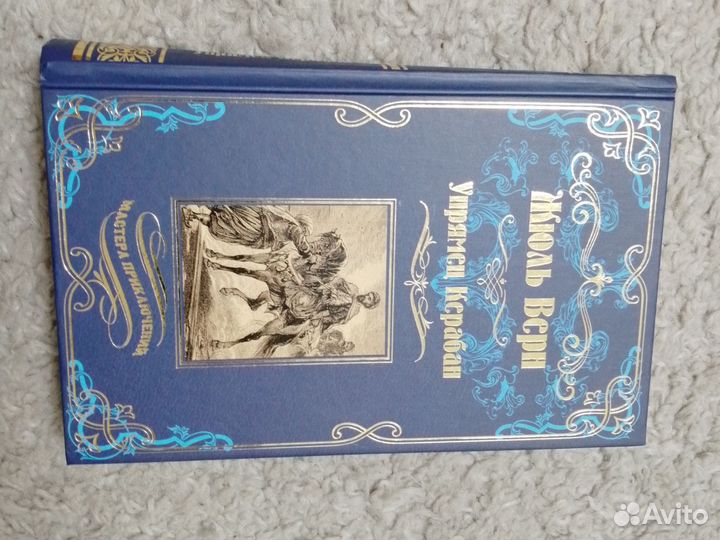 Жюль Верн
Упрямец Керабан
МАСТЕРА ПРИКЛЮЧЕНИЙ
Avito